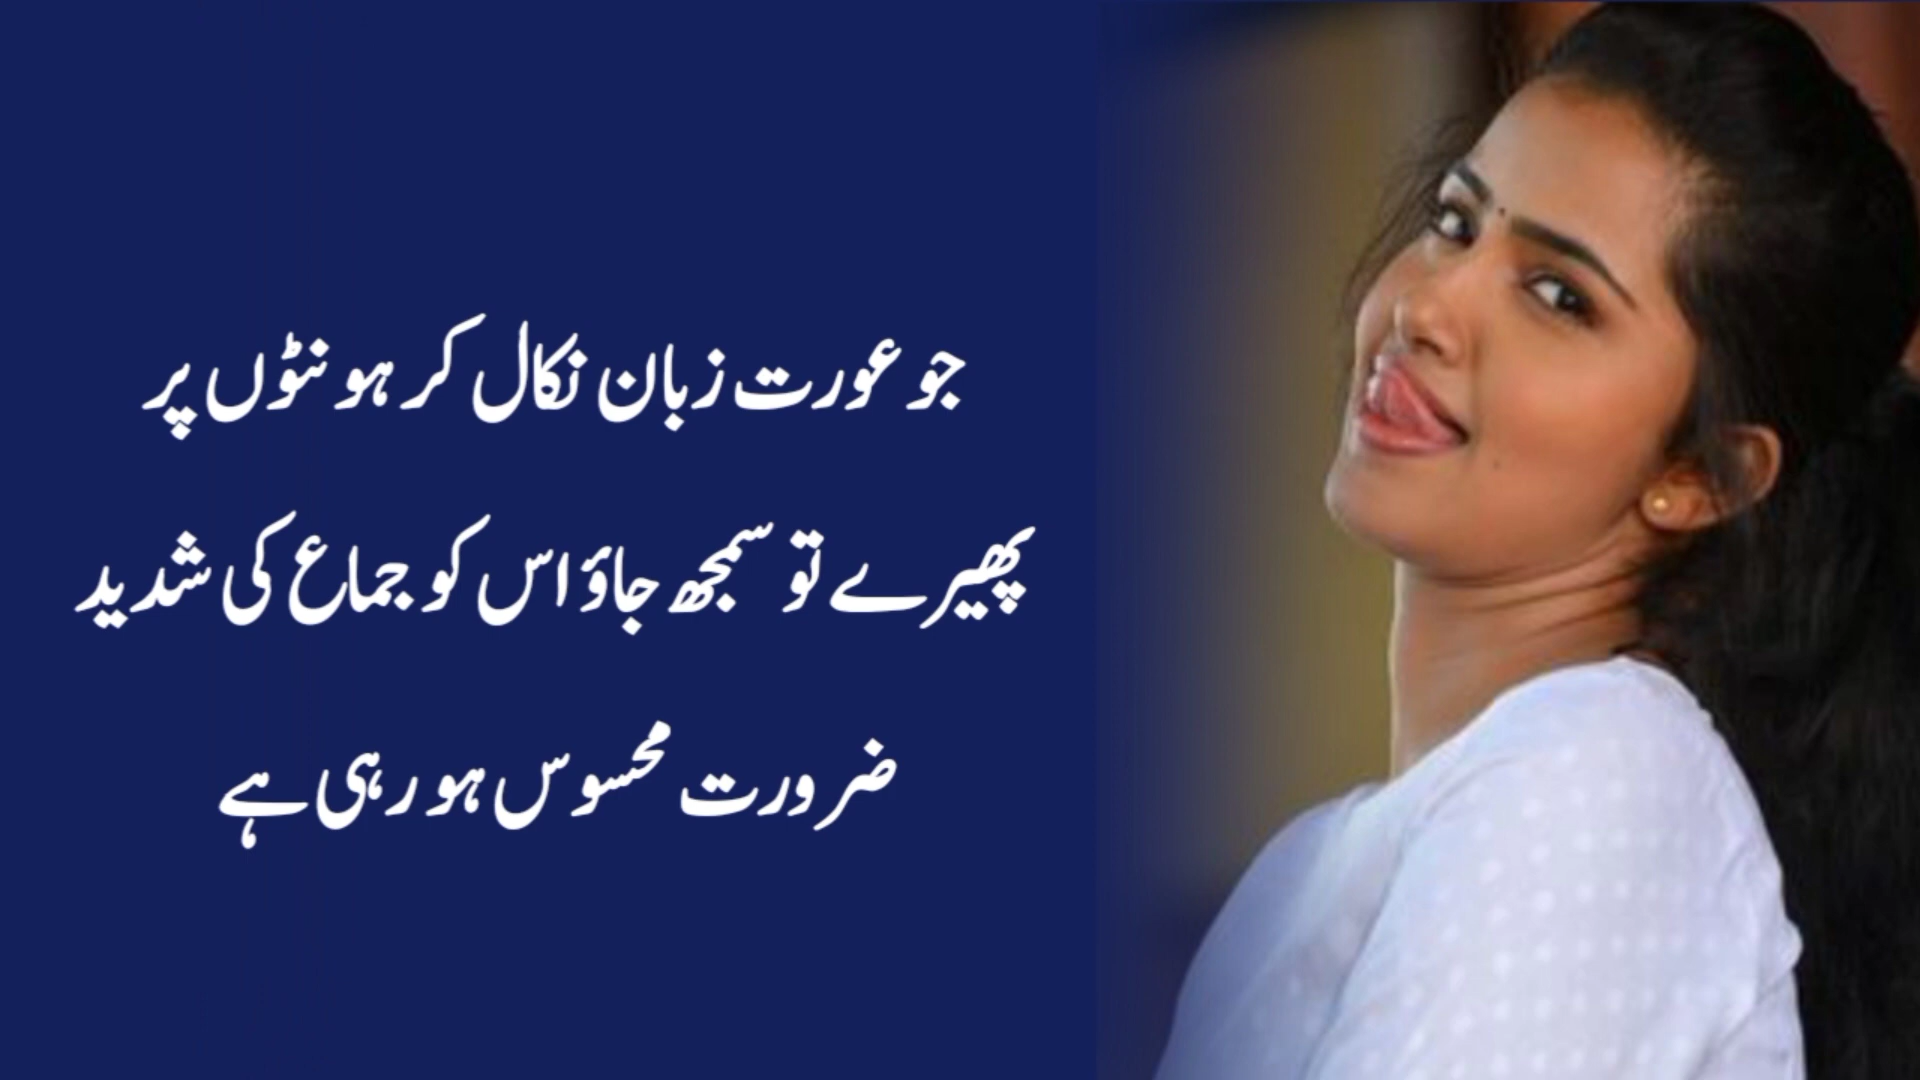 جو عورت زبان نکال کر ہونٹوں پر
پھیرے تو سمجھ جاؤ اس کو جماع کی شدید
ضرورت محسوس ہو رہی ہے